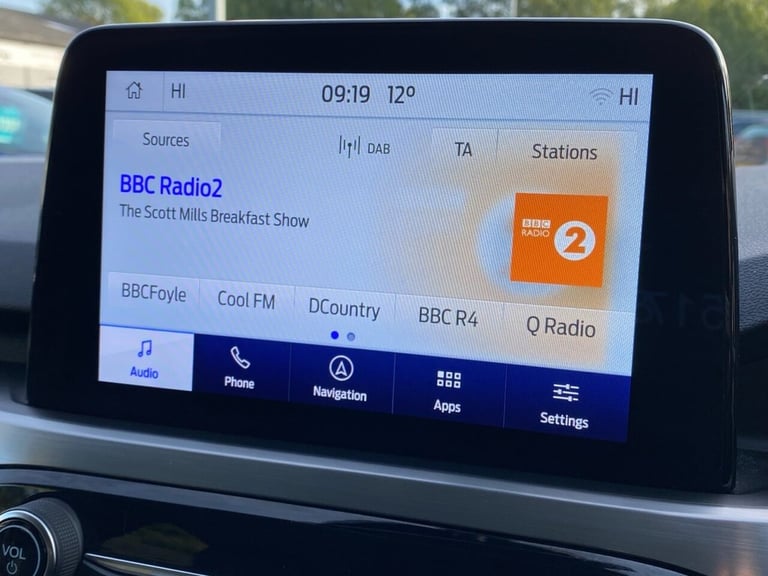 HI 09:19 12º HI
Sources DAB TA Stations
BBC Radio2
The Scott Mills Breakfast Show
BBC
RADIO 2
BBCFoyle Cool FM DCountry BBC R4 Q Radio
Audio Phone Navigation Apps Settings
VOL